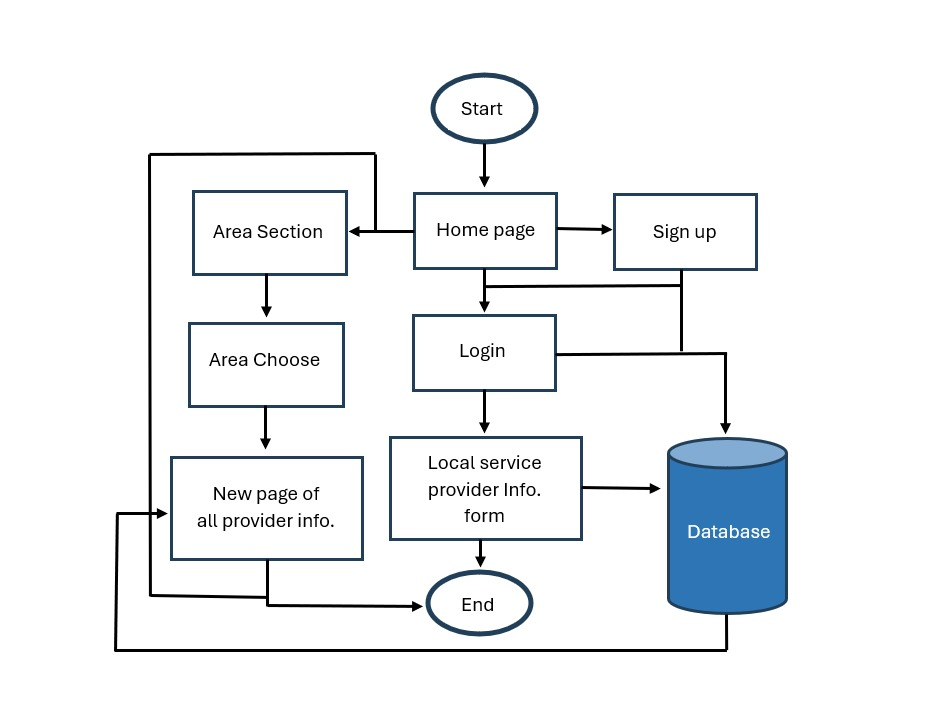 Start
Area Section
Home page
Sign up
Area Choose
Login
New page of
all provider info.
Local service
provider Info.
form
Database
End